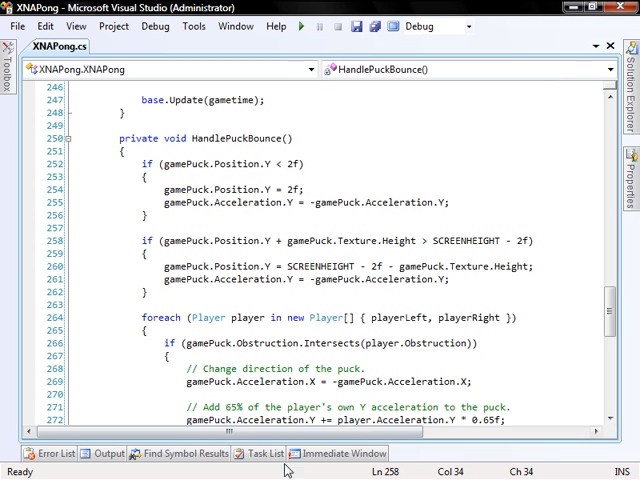 XNAPong - Microsoft Visual Studio (Administrator)
File Edit View Project Debug Tools Window Help Debug
XNAPong.cs
XNAPong.XNAPong HandlePuckBounce()
Toolbox
Solution Explorer
Properties
246
247 base.Update(gametime);
248 }
249
250 private void HandlePuckBounce()
251 {
252 if (gamePuck.Position.Y < 2f)
253 {
254 gamePuck.Position.Y = 2f;
255 gamePuck.Acceleration.Y = -gamePuck.Acceleration.Y;
256 }
257
258 if (gamePuck.Position.Y + gamePuck.Texture.Height > SCREENHEIGHT - 2f)
259 {
260 gamePuck.Position.Y = SCREENHEIGHT - 2f - gamePuck.Texture.Height;
261 gamePuck.Acceleration.Y = -gamePuck.Acceleration.Y;
262 }
263
264 foreach (Player player in new Player[] { playerLeft, playerRight })
265 {
266 if (gamePuck.Obstruction.Intersects(player.Obstruction))
267 {
268 // Change direction of the puck.
269 gamePuck.Acceleration.X = -gamePuck.Acceleration.X;
270
271 // Add 65% of the player's own Y acceleration to the puck.
272 gamePuck.Acceleration.Y += player.Acceleration.Y * 0.65f;
Error List Output Find Symbol Results Task List Immediate Window
Ready Ln 258 Col 34 Ch 34 INS